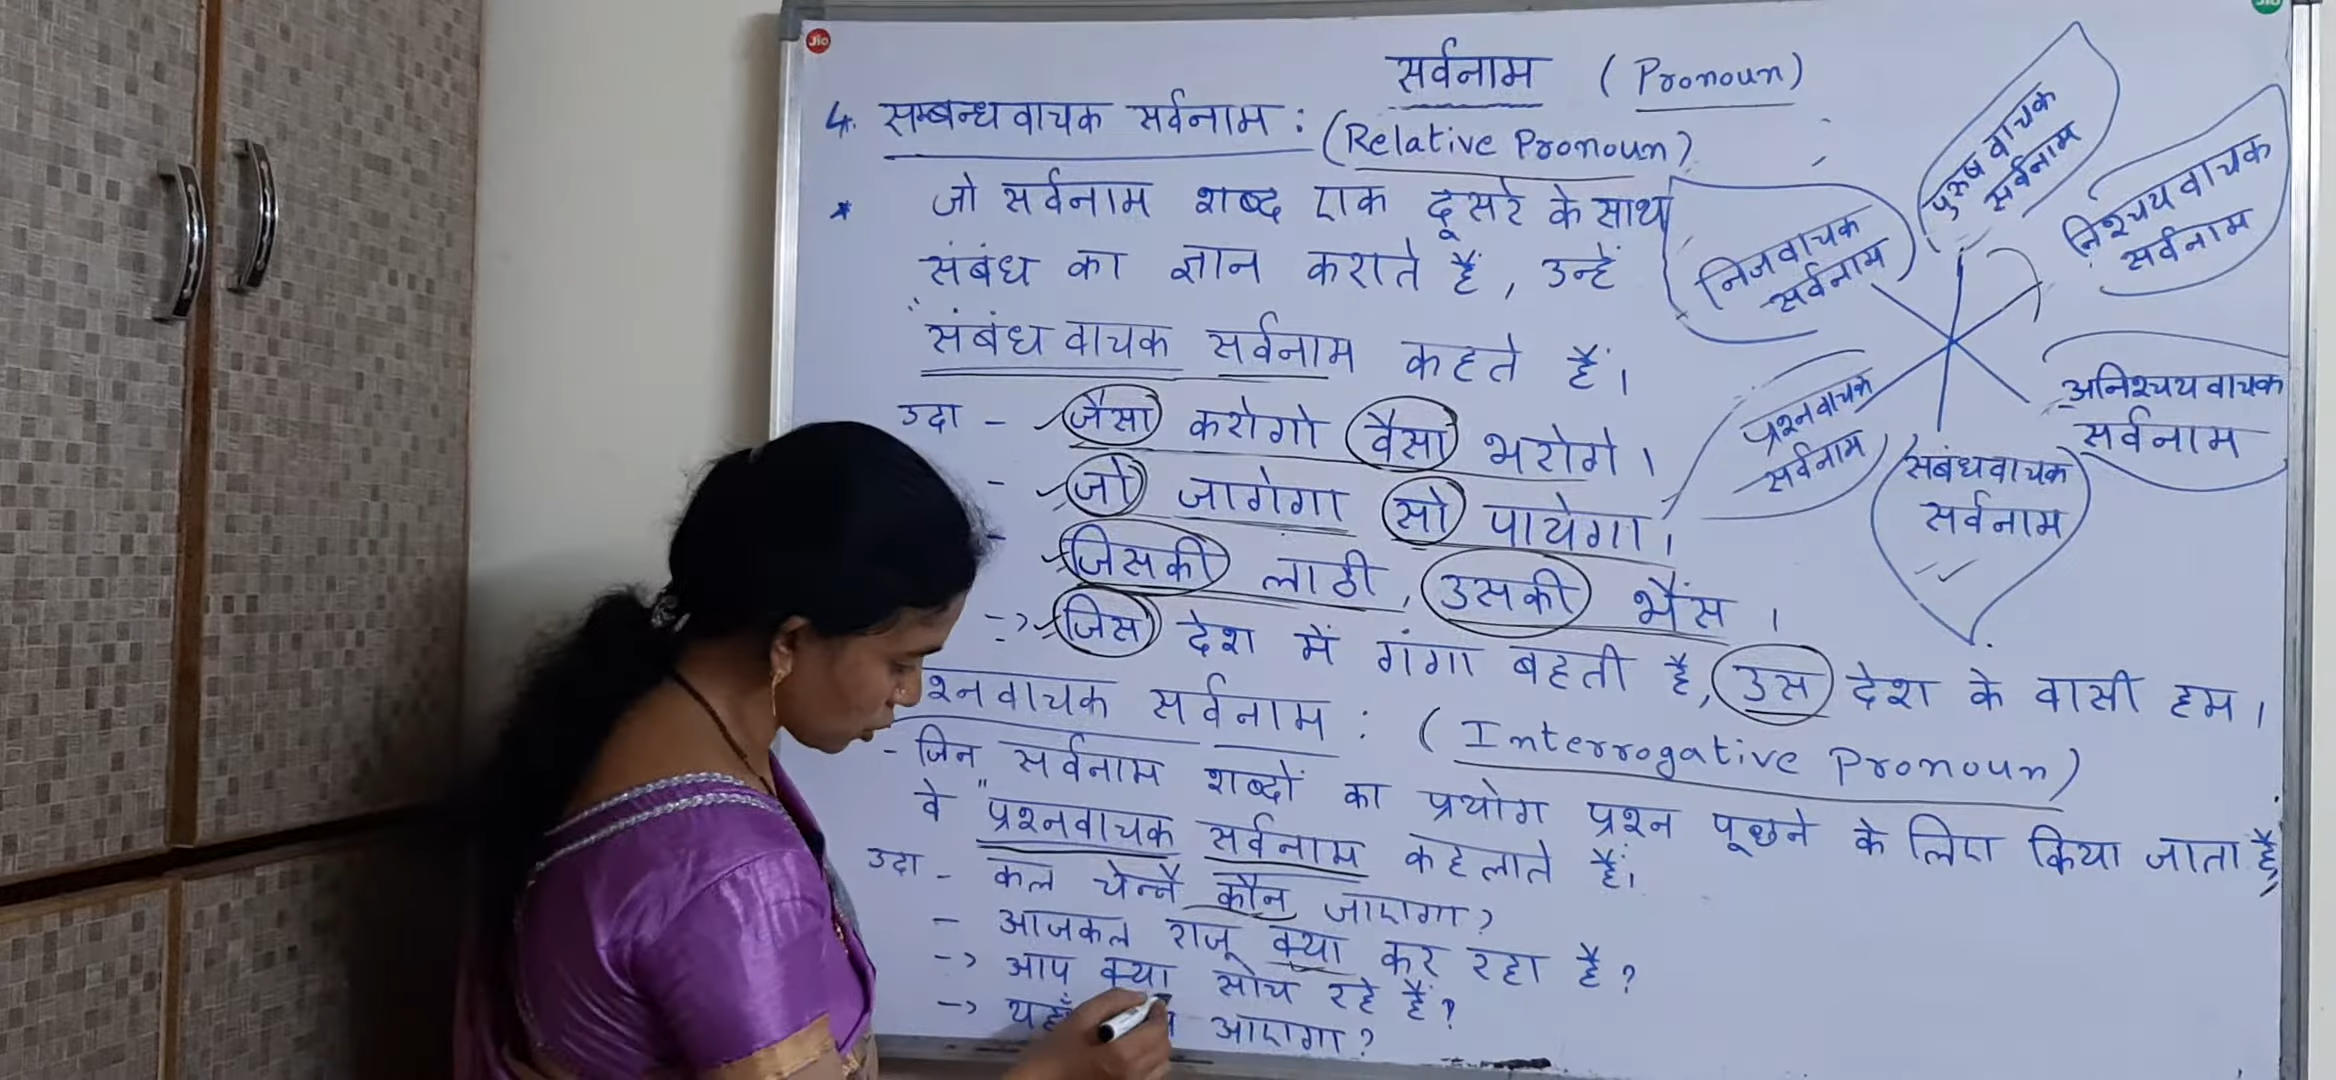 Jio
Jio
सर्वनाम (Pronoun)
4. सम्बन्धवाचक सर्वनाम : (Relative Pronoun)
* जो सर्वनाम शब्द एक दूसरे के साथ
संबंध का ज्ञान कराते हैं, उन्हें
"संबंध वाचक सर्वनाम कहते हैं।
उदा - जैसा करोगो वैसा भरोगे।
- जो जागेगा सो पायेगा।
- जिसकी लाठी, उसकी भैंस।
-> जिस देश में गंगा बहती है, उस देश के वासी हम।
श्नवाचक सर्वनाम : (Interrogative Pronoun)
- जिन सर्वनाम शब्दों का प्रयोग प्रश्न पूछने के लिए किया जाता है,
वे "प्रश्नवाचक सर्वनाम कहलाते हैं।
उदा - कल चेन्नै कौन जाएगा?
- आजकल राजू क्या कर रहा है?
-> आप क्या सोच रहे हैं?
-> आएगा?
पुरुष वाचक
सर्वनाम
निश्चय वाचक
सर्वनाम
अनिश्चय वाचक
सर्वनाम
संबंधवाचक
सर्वनाम
प्रश्नवाचक
सर्वनाम
निजवाचक
सर्वनाम